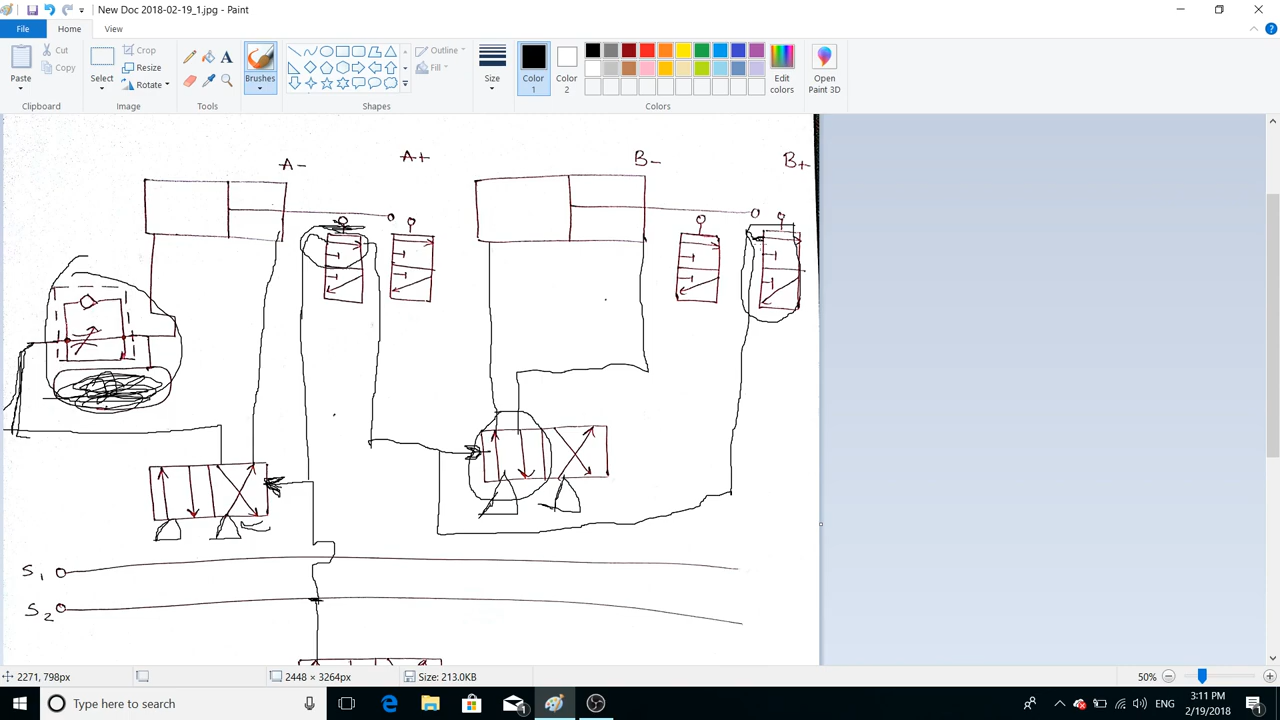 New Doc 2018-02-19_1.jpg - Paint
File
Home
View
Paste
Cut
Copy
Clipboard
Select
Crop
Resize
Rotate
Image
Tools
Brushes
Shapes
Outline
Fill
Size
Color 1
Color 2
Colors
Edit colors
Open Paint 3D
A-
A+
B-
B+
S1
S2
2271, 798px
2448 × 3264px
Size: 213.0KB
50%
Type here to search
1
ENG
3:11 PM
2/19/2018
1